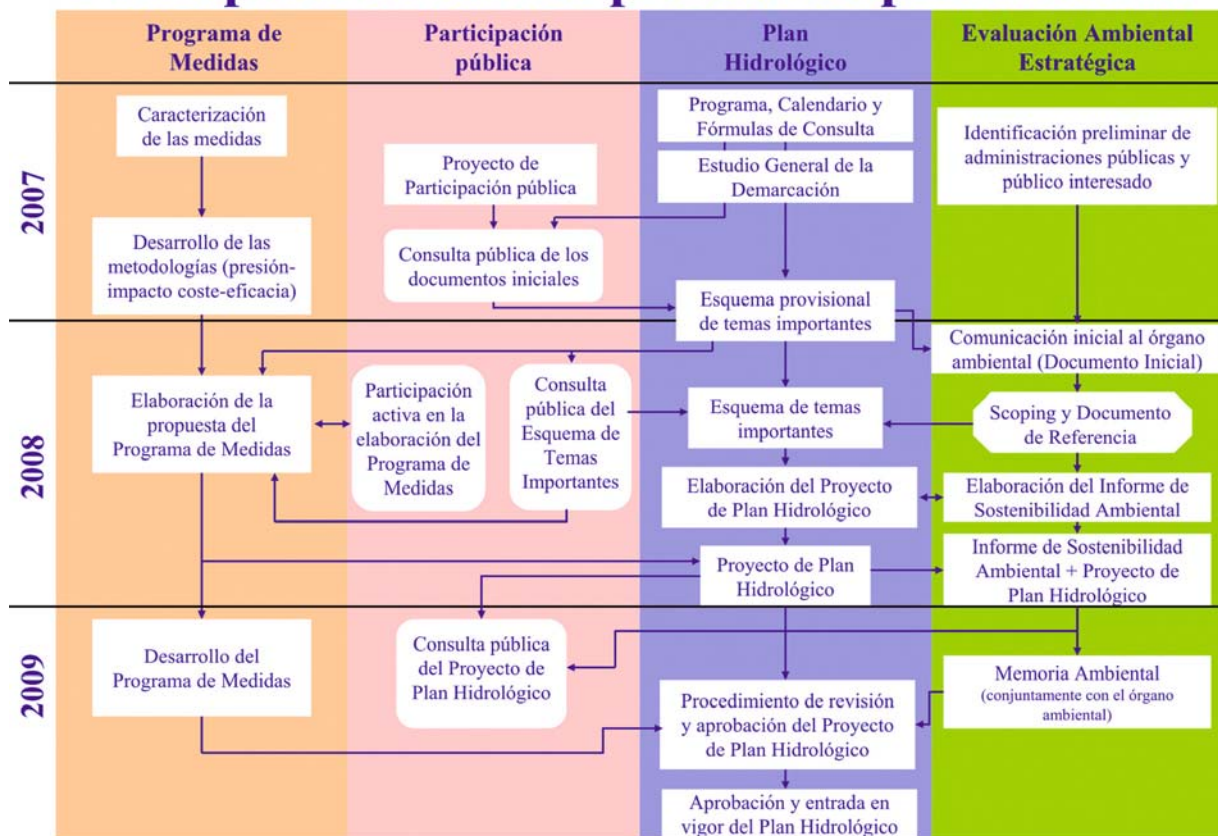 Programa de
Medidas
Participación
pública
Plan
Hidrológico
Evaluación Ambiental
Estratégica
2007
Caracterización
de las medidas
Desarrollo de las
metodologías (presión-
impacto coste-eficacia)
Proyecto de
Participación pública
Consulta pública de los
documentos iniciales
Programa, Calendario y
Fórmulas de Consulta
Estudio General de la
Demarcación
Esquema provisional
de temas importantes
Identificación preliminar de
administraciones públicas y
público interesado
2008
Elaboración de la
propuesta del
Programa de Medidas
Participación
activa en la
elaboración del
Programa de
Medidas
Consulta
pública del
Esquema de
Temas
Importantes
Esquema de temas
importantes
Elaboración del Proyecto
de Plan Hidrológico
Proyecto de Plan
Hidrológico
Comunicación inicial al órgano
ambiental (Documento Inicial)
Scoping y Documento
de Referencia
Elaboración del Informe de
Sostenibilidad Ambiental
Informe de Sostenibilidad
Ambiental + Proyecto de
Plan Hidrológico
2009
Desarrollo del
Programa de Medidas
Consulta pública
del Proyecto de
Plan Hidrológico
Procedimiento de revisión
y aprobación del Proyecto
de Plan Hidrológico
Aprobación y entrada en
vigor del Plan Hidrológico
Memoria Ambiental
(conjuntamente con el órgano
ambiental)